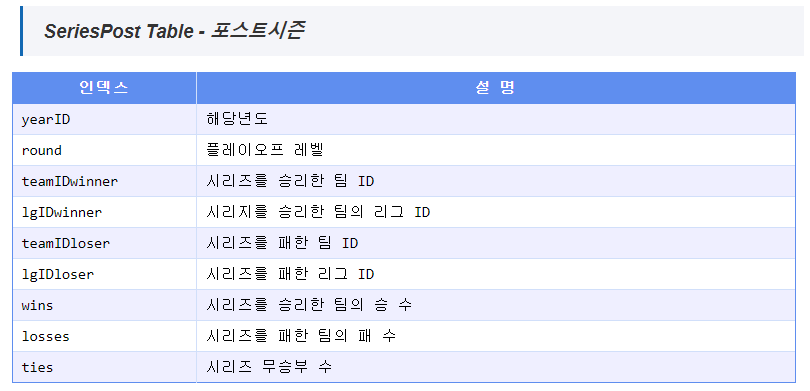 SeriesPost Table - 포스트시즌
인덱스 설 명
yearID 해당년도
round 플레이오프 레벨
teamIDwinner 시리즈를 승리한 팀 ID
lgIDwinner 시리지를 승리한 팀의 리그 ID
teamIDloser 시리즈를 패한 팀 ID
lgIDloser 시리즈를 패한 리그 ID
wins 시리즈를 승리한 팀의 승 수
losses 시리즈를 패한 팀의 패 수
ties 시리즈 무승부 수